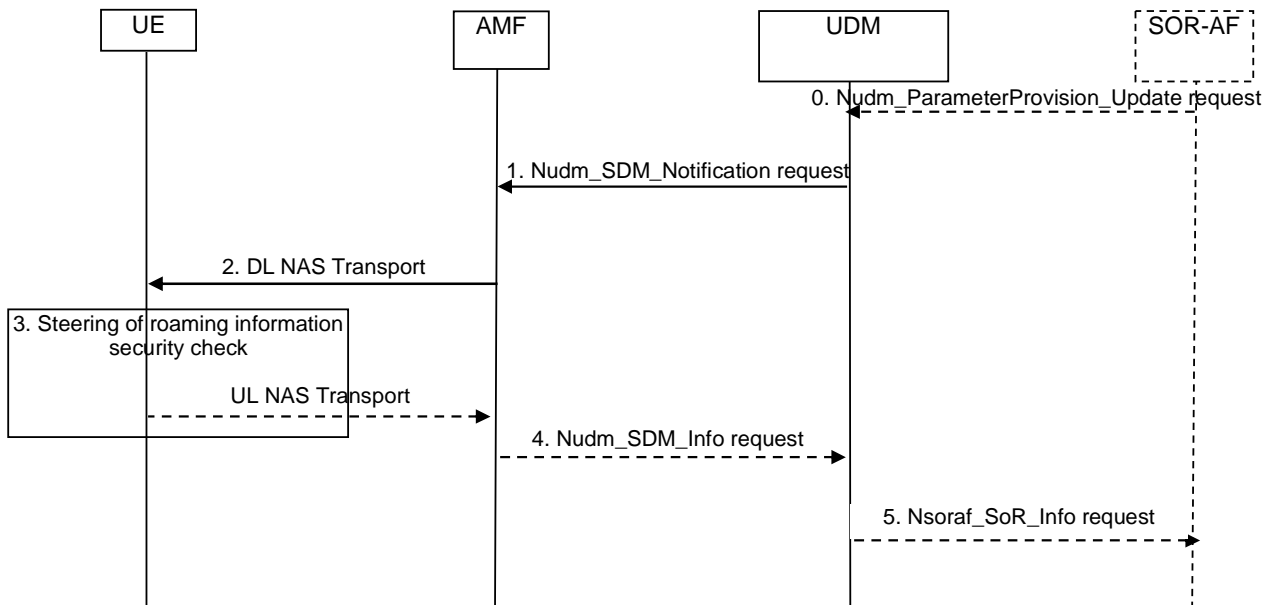 UE
AMF
UDM
SOR-AF
0. Nudm_ParameterProvision_Update request
1. Nudm_SDM_Notification request
2. DL NAS Transport
3. Steering of roaming information
security check
UL NAS Transport
4. Nudm_SDM_Info request
5. Nsoraf_SoR_Info request